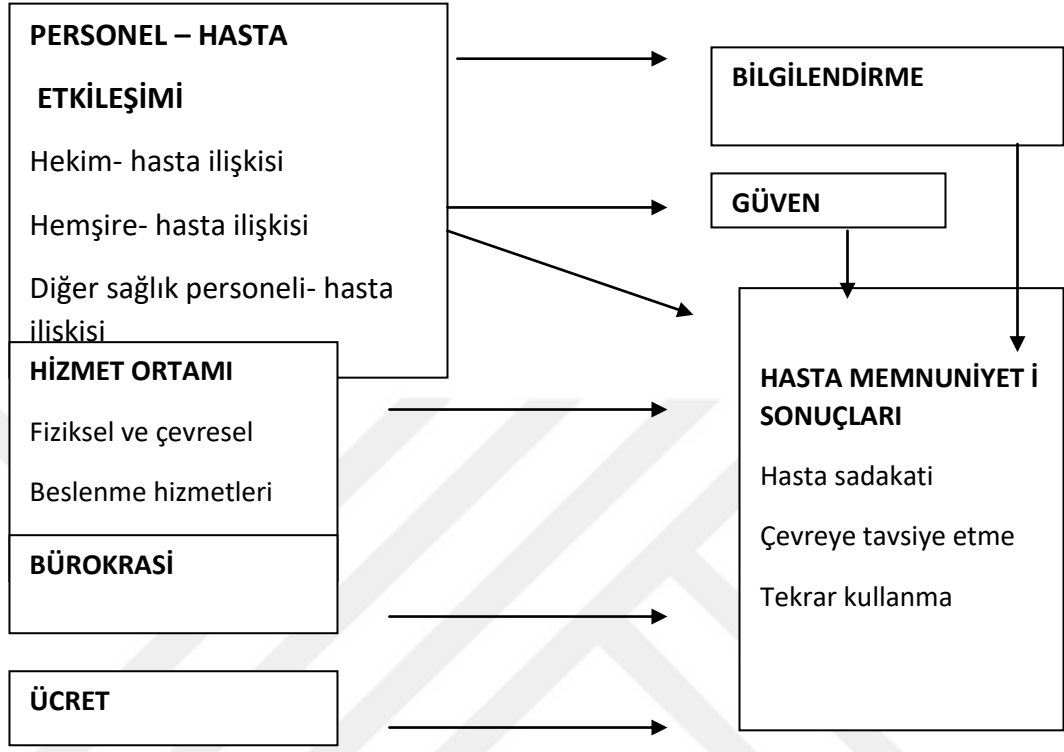 PERSONEL – HASTA
ETKİLEŞİMİ
Hekim- hasta ilişkisi
Hemşire- hasta ilişkisi
Diğer sağlık personeli- hasta
iliskisi
HİZMET ORTAMI
Fiziksel ve çevresel
Beslenme hizmetleri
BÜROKRASİ
ÜCRET
BİLGİLENDİRME
GÜVEN
HASTA MEMNUNİYET İ
SONUÇLARI
Hasta sadakati
Çevreye tavsiye etme
Tekrar kullanma